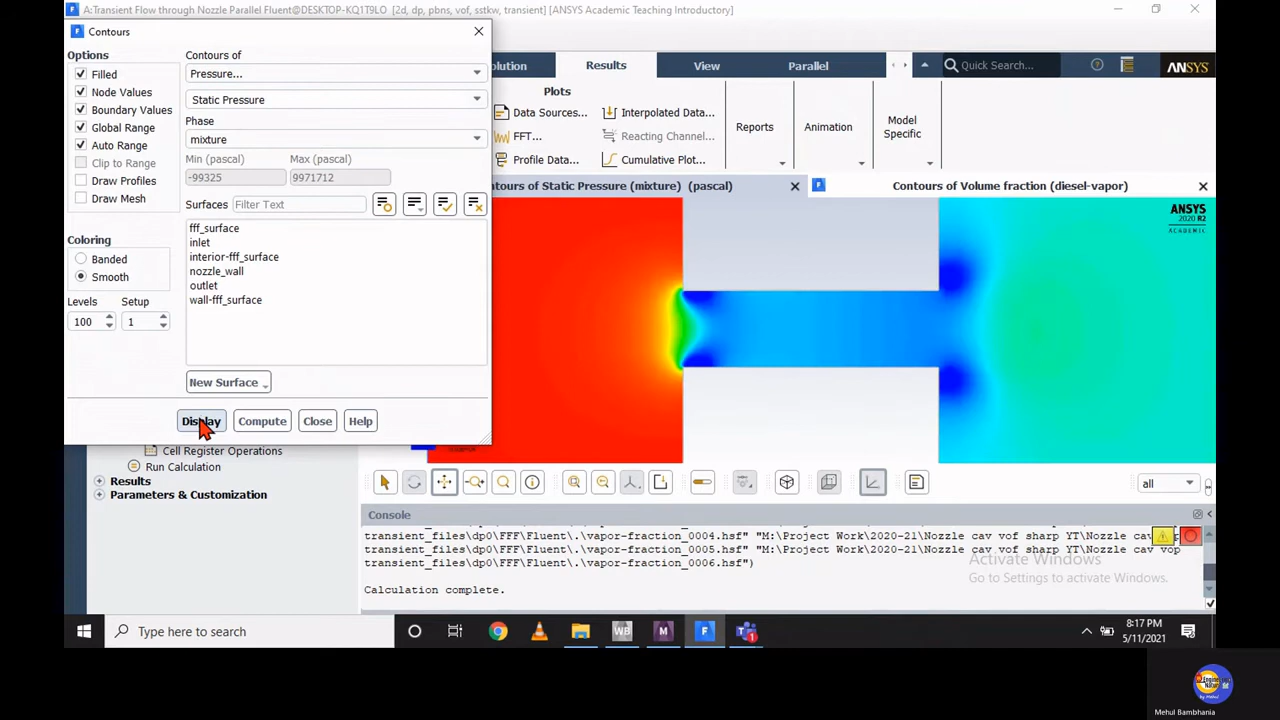 A:Transient Flow through Nozzle Parallel Fluent@DESKTOP-KQ1T9LO [2d, dp, pbns, vof, sstkw, transient] [ANSYS Academic Teaching Introductory]
Contours
Options
Filled
Node Values
Boundary Values
Global Range
Auto Range
Clip to Range
Draw Profiles
Draw Mesh
Coloring
Banded
Smooth
Levels
Setup
100
1
Contours of
Pressure...
Static Pressure
Phase
mixture
Min (pascal)
Max (pascal)
-99325
9971712
Surfaces
Filter Text
fff_surface
inlet
interior-fff_surface
nozzle_wall
outlet
wall-fff_surface
New Surface
Display
Compute
Close
Help
olution
Results
View
Parallel
Quick Search...
ANSYS
Plots
Data Sources...
Interpolated Data...
FFT...
Reacting Channel...
Profile Data...
Cumulative Plot...
Reports
Animation
Model
Specific
ntours of Static Pressure (mixture) (pascal)
Contours of Volume fraction (diesel-vapor)
ANSYS
2020 R2
ACADEMIC
Cell Register Operations
Run Calculation
Results
Parameters & Customization
all
Console
transient_files\dp0\FFF\Fluent\.\vapor-fraction_0004.hsf" "M:\Project Work\2020-21\Nozzle cav vof sharp YT\Nozzle cav
transient_files\dp0\FFF\Fluent\.\vapor-fraction_0005.hsf" "M:\Project Work\2020-21\Nozzle cav vof sharp YT\Nozzle cav vop
transient_files\dp0\FFF\Fluent\.\vapor-fraction_0006.hsf")
Calculation complete.
Activate Windows
Go to Settings to activate Windows.
Type here to search
8:17 PM
5/11/2021
Mehul Bambhania